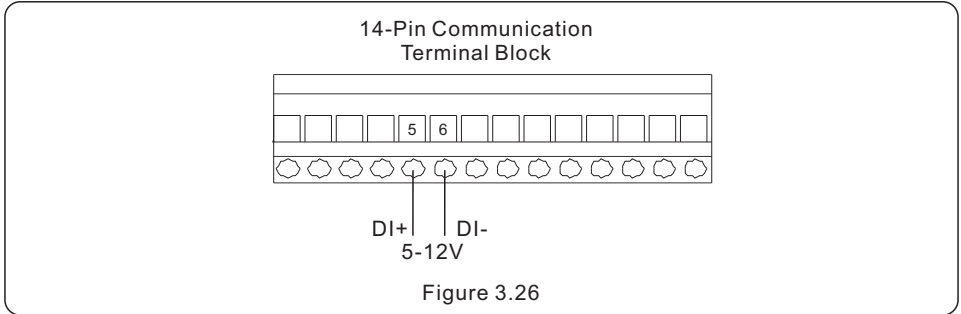 14-Pin Communication
Terminal Block
5 6
DI+ DI-
5-12V
Figure 3.26